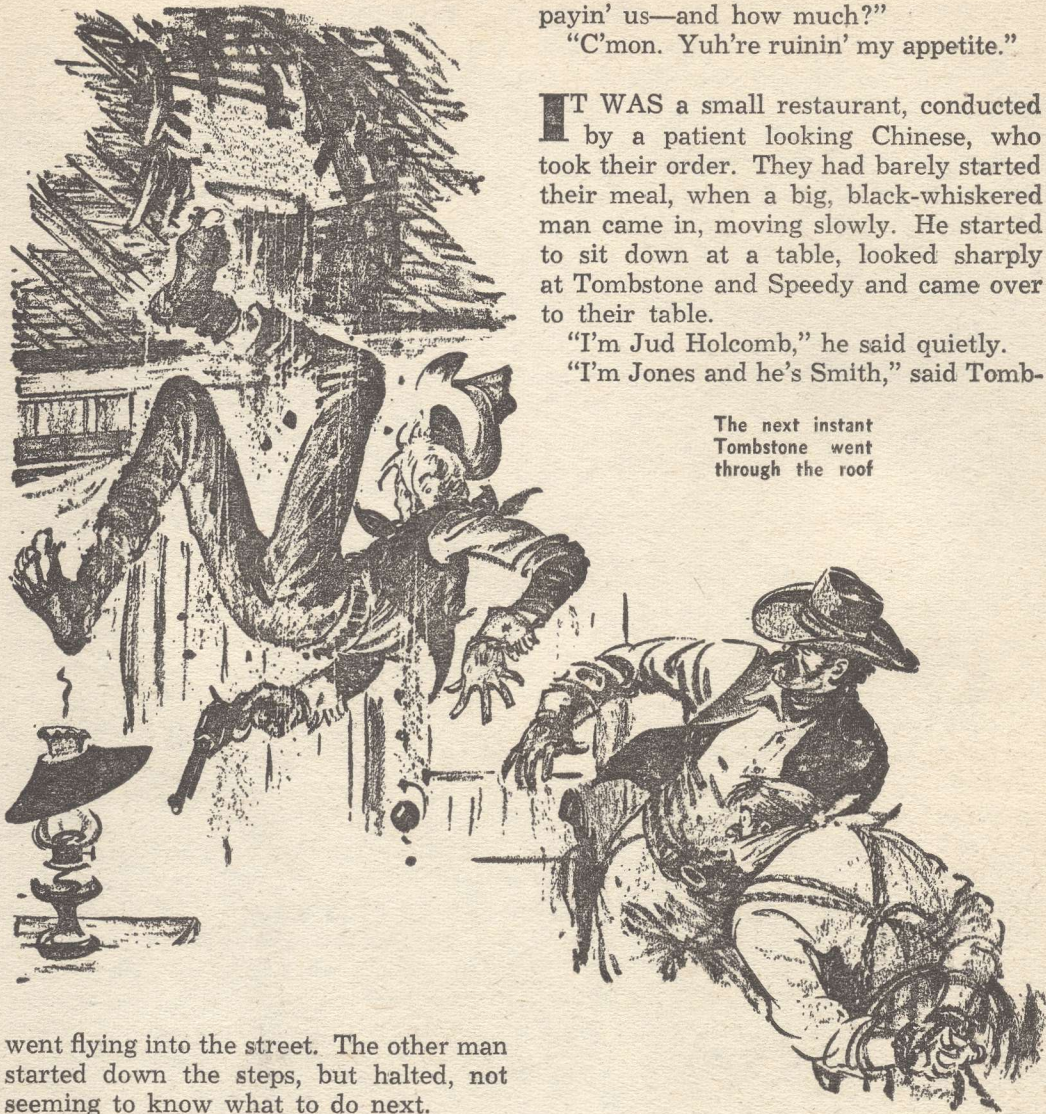 went flying into the street. The other man
started down the steps, but halted, not
seeming to know what to do next.
payin' us—and how much?”
“C'mon. Yuh're ruinin' my appetite.”
IT WAS a small restaurant, conducted
by a patient looking Chinese, who
took their order. They had barely started
their meal, when a big, black-whiskered
man came in, moving slowly. He started
to sit down at a table, looked sharply
at Tombstone and Speedy and came over
to their table.
“I'm Jud Holcomb,” he said quietly.
“I'm Jones and he's Smith,” said Tomb-
The next instant
Tombstone went
through the roof